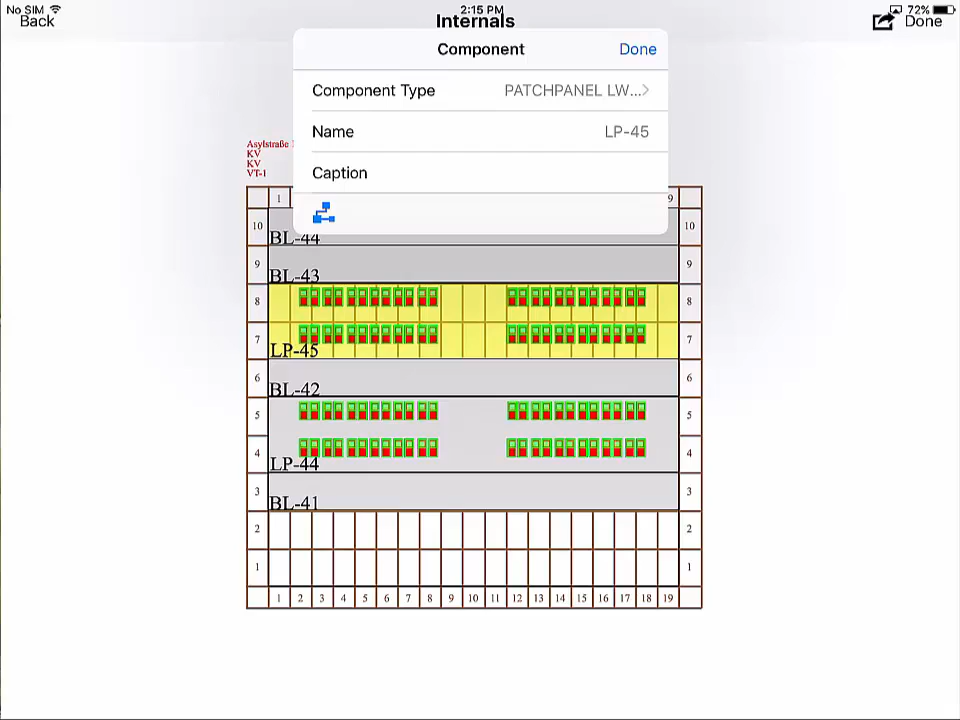 No SIM 2:15 PM 72%
Back Internals Done
Component Done
Component Type PATCHPANEL LW...
Name LP-45
Caption
Asylstraße
KV
KV
VT-1
1 9
10 BL-44 10
9 BL-43 9
8 8
7 LP-45 7
6 BL-42 6
5 5
4 LP-44 4
3 BL-41 3
2 2
1 1
1 2 3 4 5 6 7 8 9 10 11 12 13 14 15 16 17 18 19